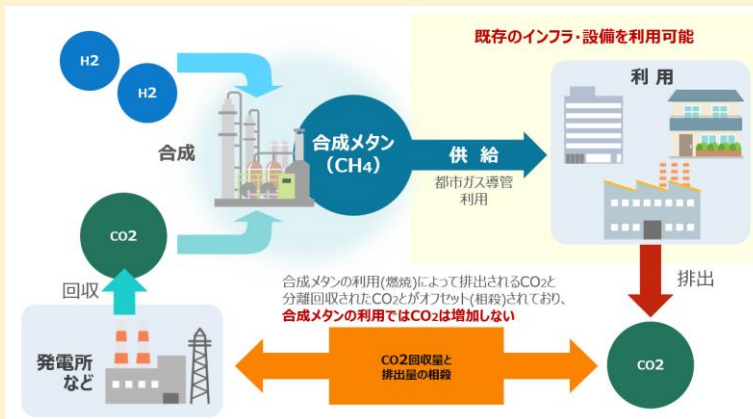 既存のインフラ・設備を利用可能
H2
H2
合成
合成メタン
(CH4)
供給
都市ガス導管
利用
利用
CO2
回収
発電所
など
合成メタンの利用(燃焼)によって排出されるCO2と
分離回収されたCO2とがオフセット(相殺)されており、
合成メタンの利用ではCO2は増加しない
排出
CO2回収量と
排出量の相殺
CO2